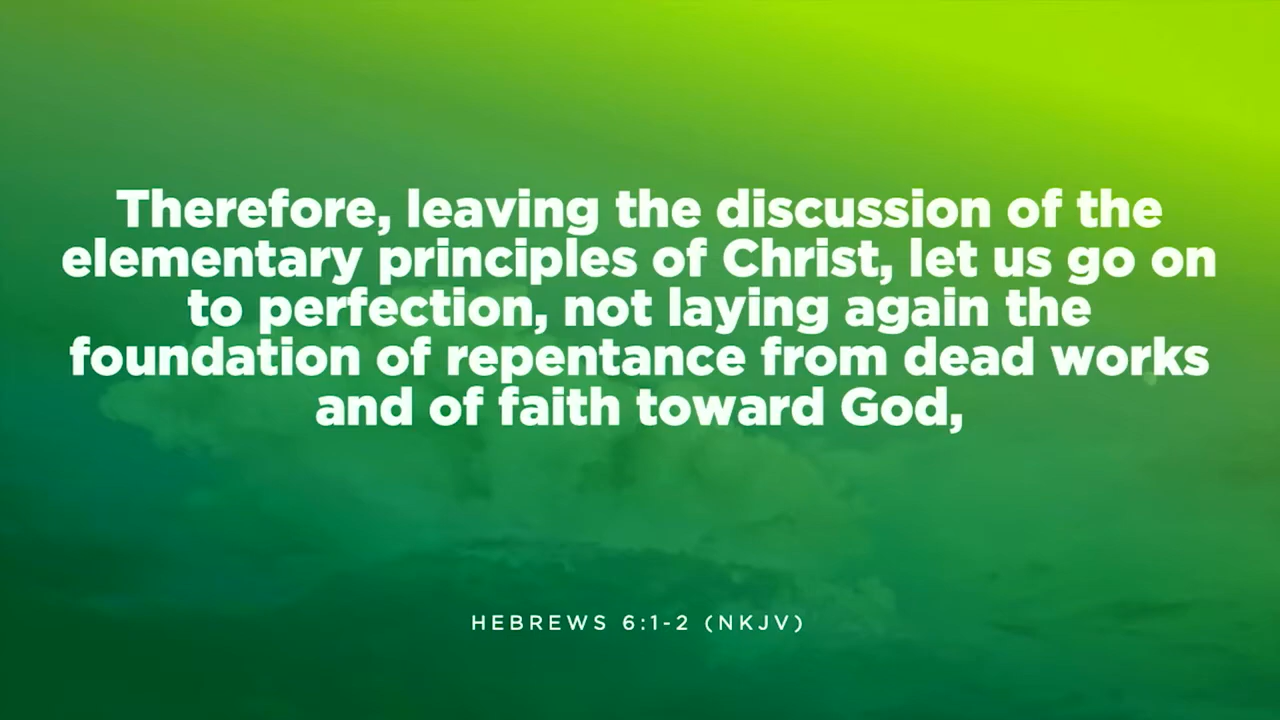 Therefore, leaving the discussion of the
elementary principles of Christ, let us go on
to perfection, not laying again the
foundation of repentance from dead works
and of faith toward God,
HEBREWS 6:1-2 (NKJV)